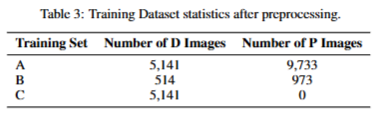 Table 3: Training Dataset statistics after preprocessing.
Training Set Number of D Images Number of P Images
A 5,141 9,733
B 514 973
C 5,141 0